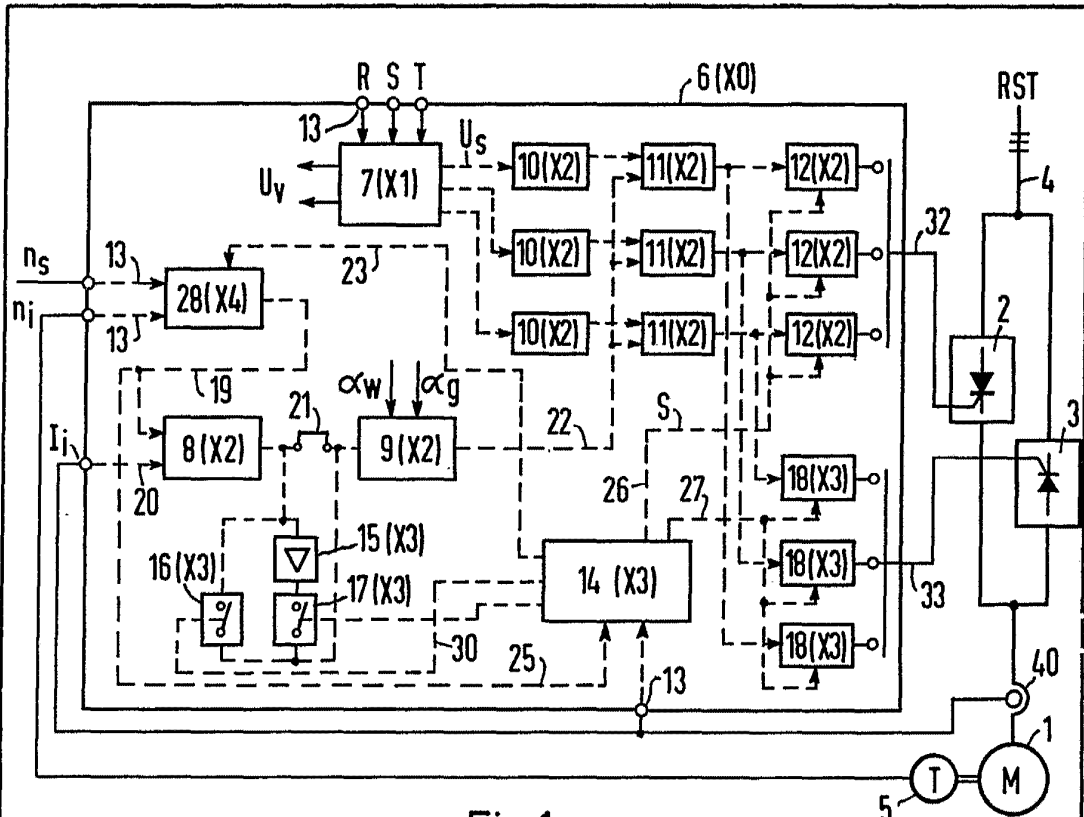 R S T
6 (X0)
RST
13
U_s
10(X2)
11(X2)
12(X2)
7(X1)
U_v
4
32
n_s
13
23
10(X2)
11(X2)
12(X2)
28(X4)
n_i
13
10(X2)
11(X2)
12(X2)
2
19
α_w
α_g
21
22
S
3
I_i
8(X2)
9(X2)
20
26
27
18(X3)
15(X3)
16(X3)
17(X3)
14 (X3)
18(X3)
33
30
25
18(X3)
13
40
1
T
M
5